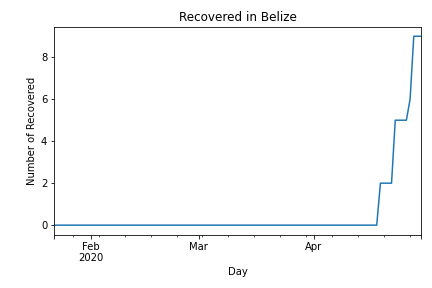 Recovered in Belize
Number of Recovered
8
6
4
2
0
Feb
2020
Mar
Apr
Day